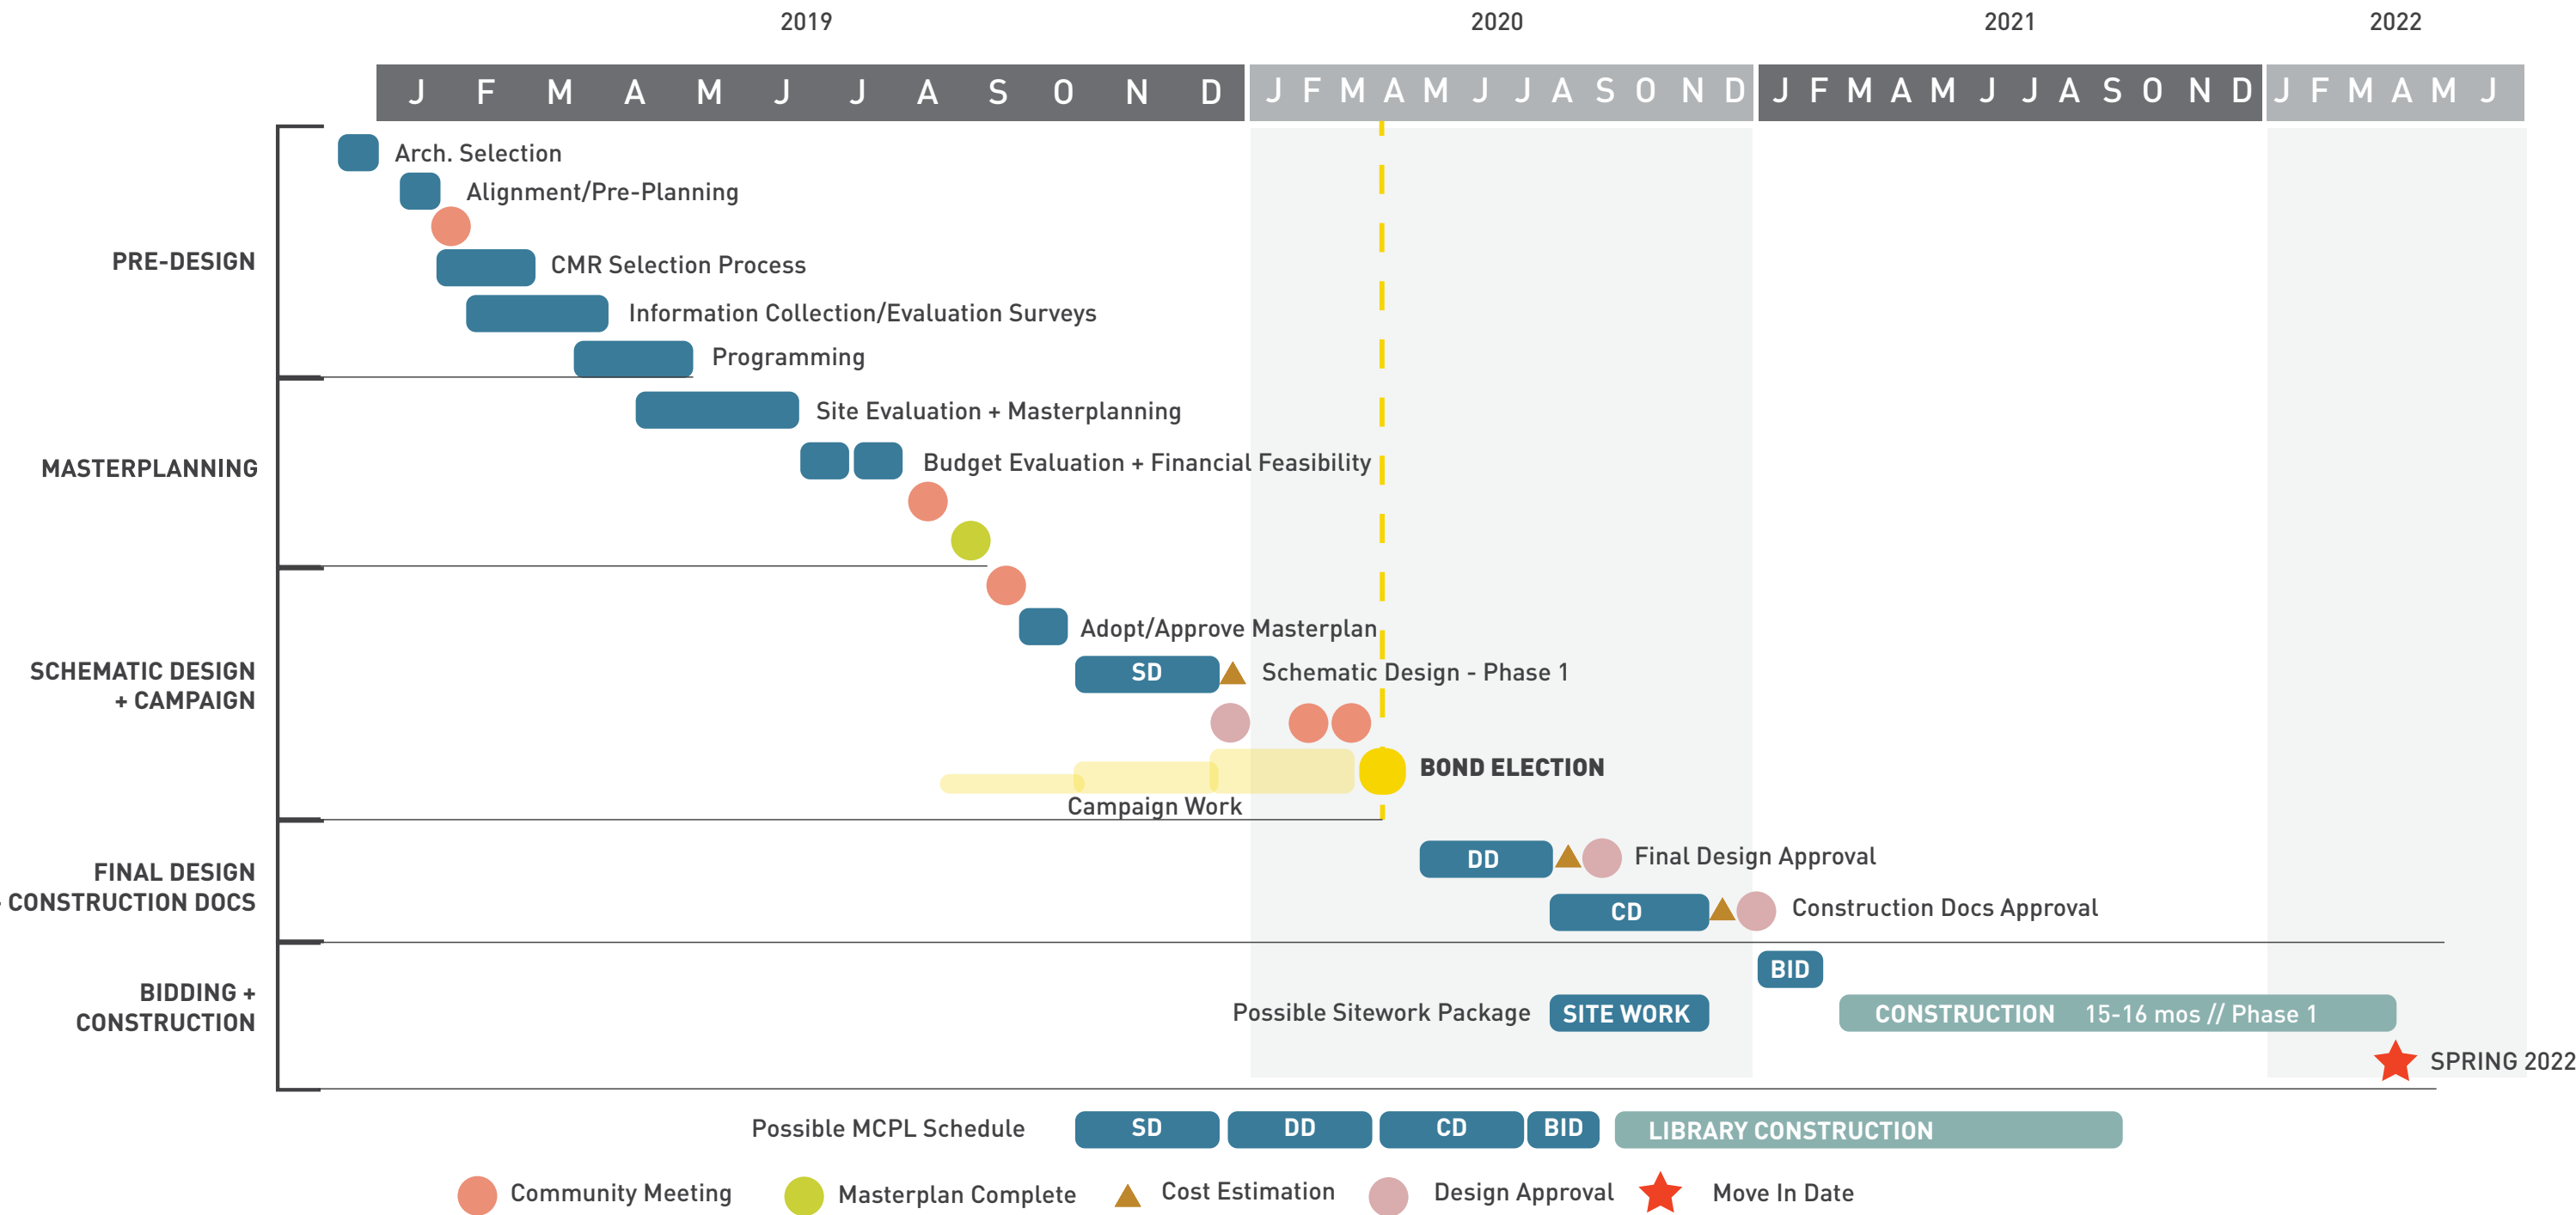 2019 2020 2021 2022
J F M A M J J A S O N D J F M A M J J A S O N D J F M A M J J A S O N D J F M A M J
Arch. Selection
Alignment/Pre-Planning
PRE-DESIGN
CMR Selection Process
Information Collection/Evaluation Surveys
Programming
Site Evaluation + Masterplanning
MASTERPLANNING
Budget Evaluation + Financial Feasibility
Adopt/Approve Masterplan
SCHEMATIC DESIGN
+ CAMPAIGN
SD Schematic Design - Phase 1
BOND ELECTION
Campaign Work
FINAL DESIGN
CONSTRUCTION DOCS
DD Final Design Approval
CD Construction Docs Approval
BIDDING +
CONSTRUCTION
BID
Possible Sitework Package SITE WORK CONSTRUCTION 15-16 mos // Phase 1
SPRING 2022
Possible MCPL Schedule SD DD CD BID LIBRARY CONSTRUCTION
Community Meeting Masterplan Complete Cost Estimation Design Approval Move In Date